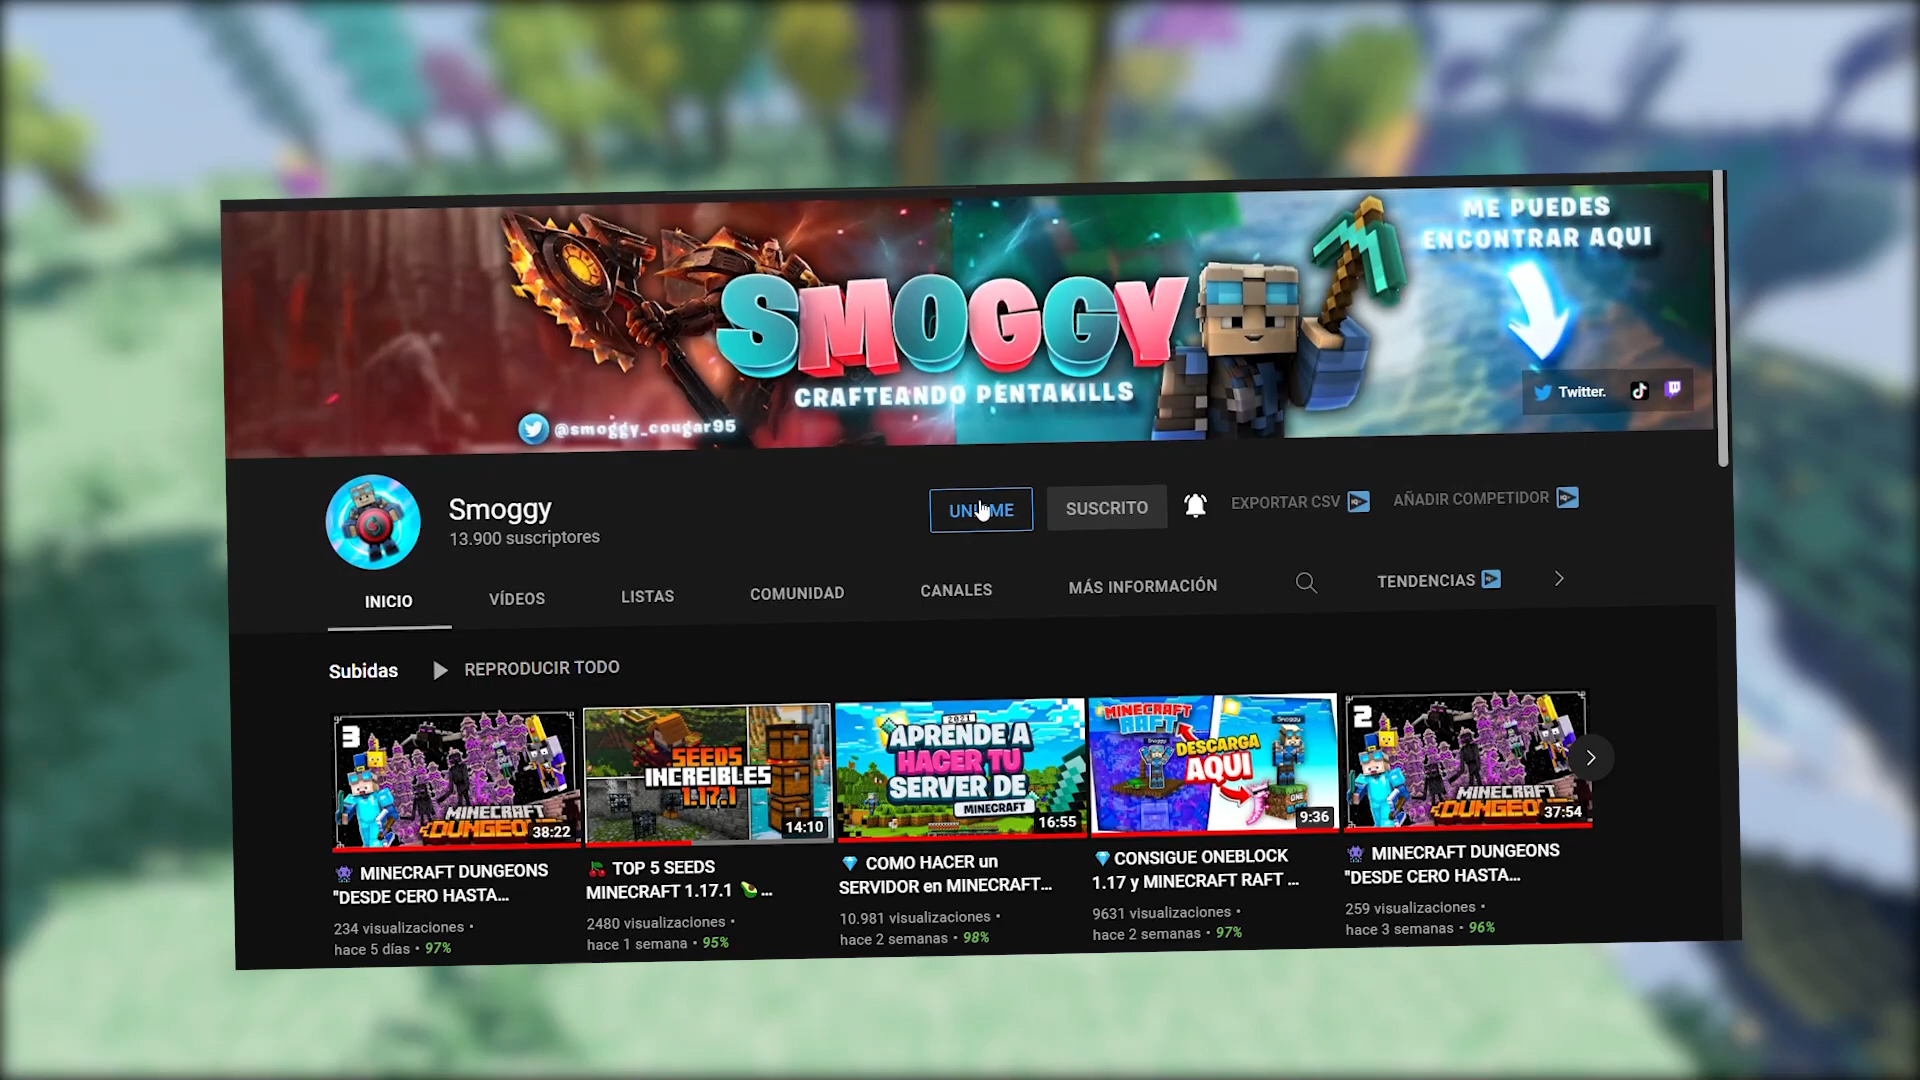 ME PUEDES
ENCONTRAR AQUI
SMOGGY
CRAFTEANDO PENTAKILLS
@smoggy_cougar95
Twitter.
Smoggy
13.900 suscriptores
SUSCRITO
EXPORTAR CSV
AÑADIR COMPETIDOR
INICIO
VÍDEOS
LISTAS
COMUNIDAD
CANALES
MÁS INFORMACIÓN
TENDENCIAS
Subidas
REPRODUCIR TODO
3
MINECRAFT
DUNGEO
38:22
SEEDS
INCREIBLES
1.17.1
14:10
2021
APRENDE A
HACER TU
SERVER DE
MINECRAFT
16:55
MINECRAFT
RAFT
Smoggy
Smoggy
DESCARGA
AQUI
ONE
9:36
2
MINECRAFT
DUNGEO
37:54
MINECRAFT DUNGEONS
"DESDE CERO HASTA...
234 visualizaciones •
hace 5 días • 97%
TOP 5 SEEDS
MINECRAFT 1.17.1 🥑 ...
2480 visualizaciones •
hace 1 semana • 95%
COMO HACER un
SERVIDOR en MINECRAFT...
10.981 visualizaciones •
hace 2 semanas • 98%
CONSIGUE ONEBLOCK
1.17 y MINECRAFT RAFT ...
9631 visualizaciones •
hace 2 semanas • 97%
MINECRAFT DUNGEONS
"DESDE CERO HASTA...
259 visualizaciones •
hace 3 semanas • 96%